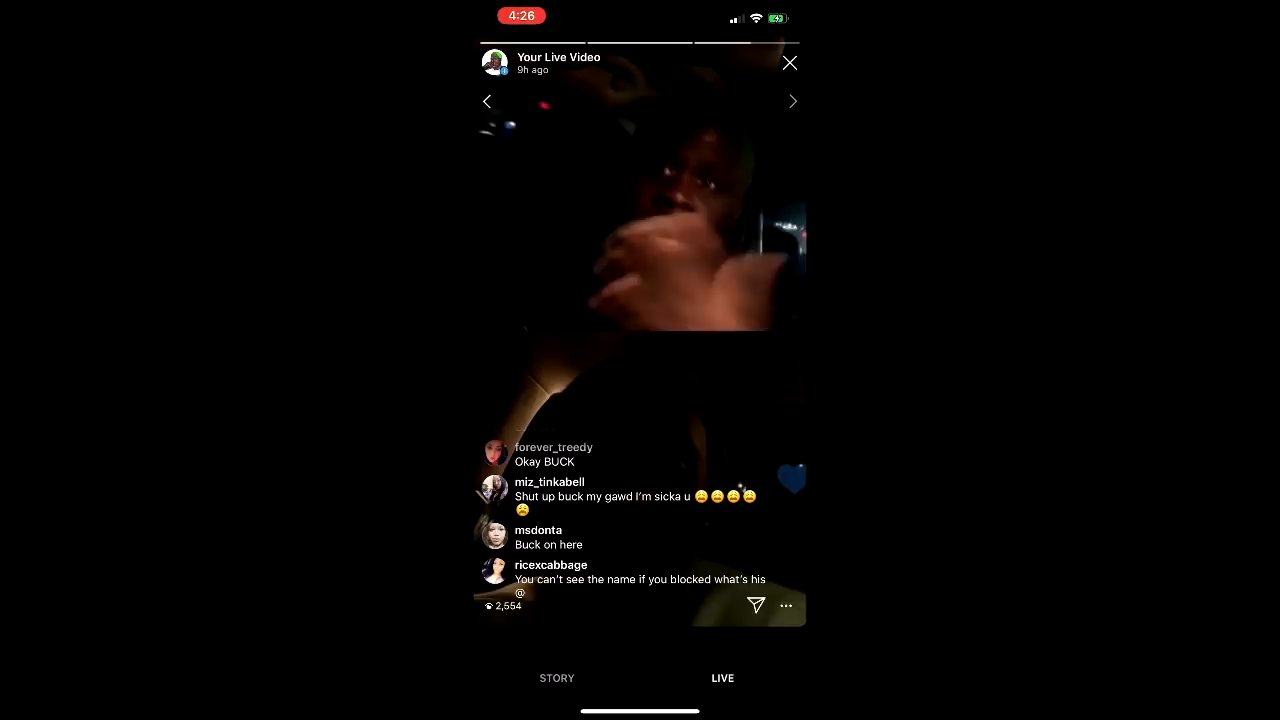 4:26
Your Live Video
9h ago
forever_treedy
Okay BUCK
miz_tinkabell
Shut up buck my gawd I'm sicka u 😩😩😩😩
😩
msdonta
Buck on here
ricexcabbage
You can't see the name if you blocked what's his
@
2,554
STORY LIVE